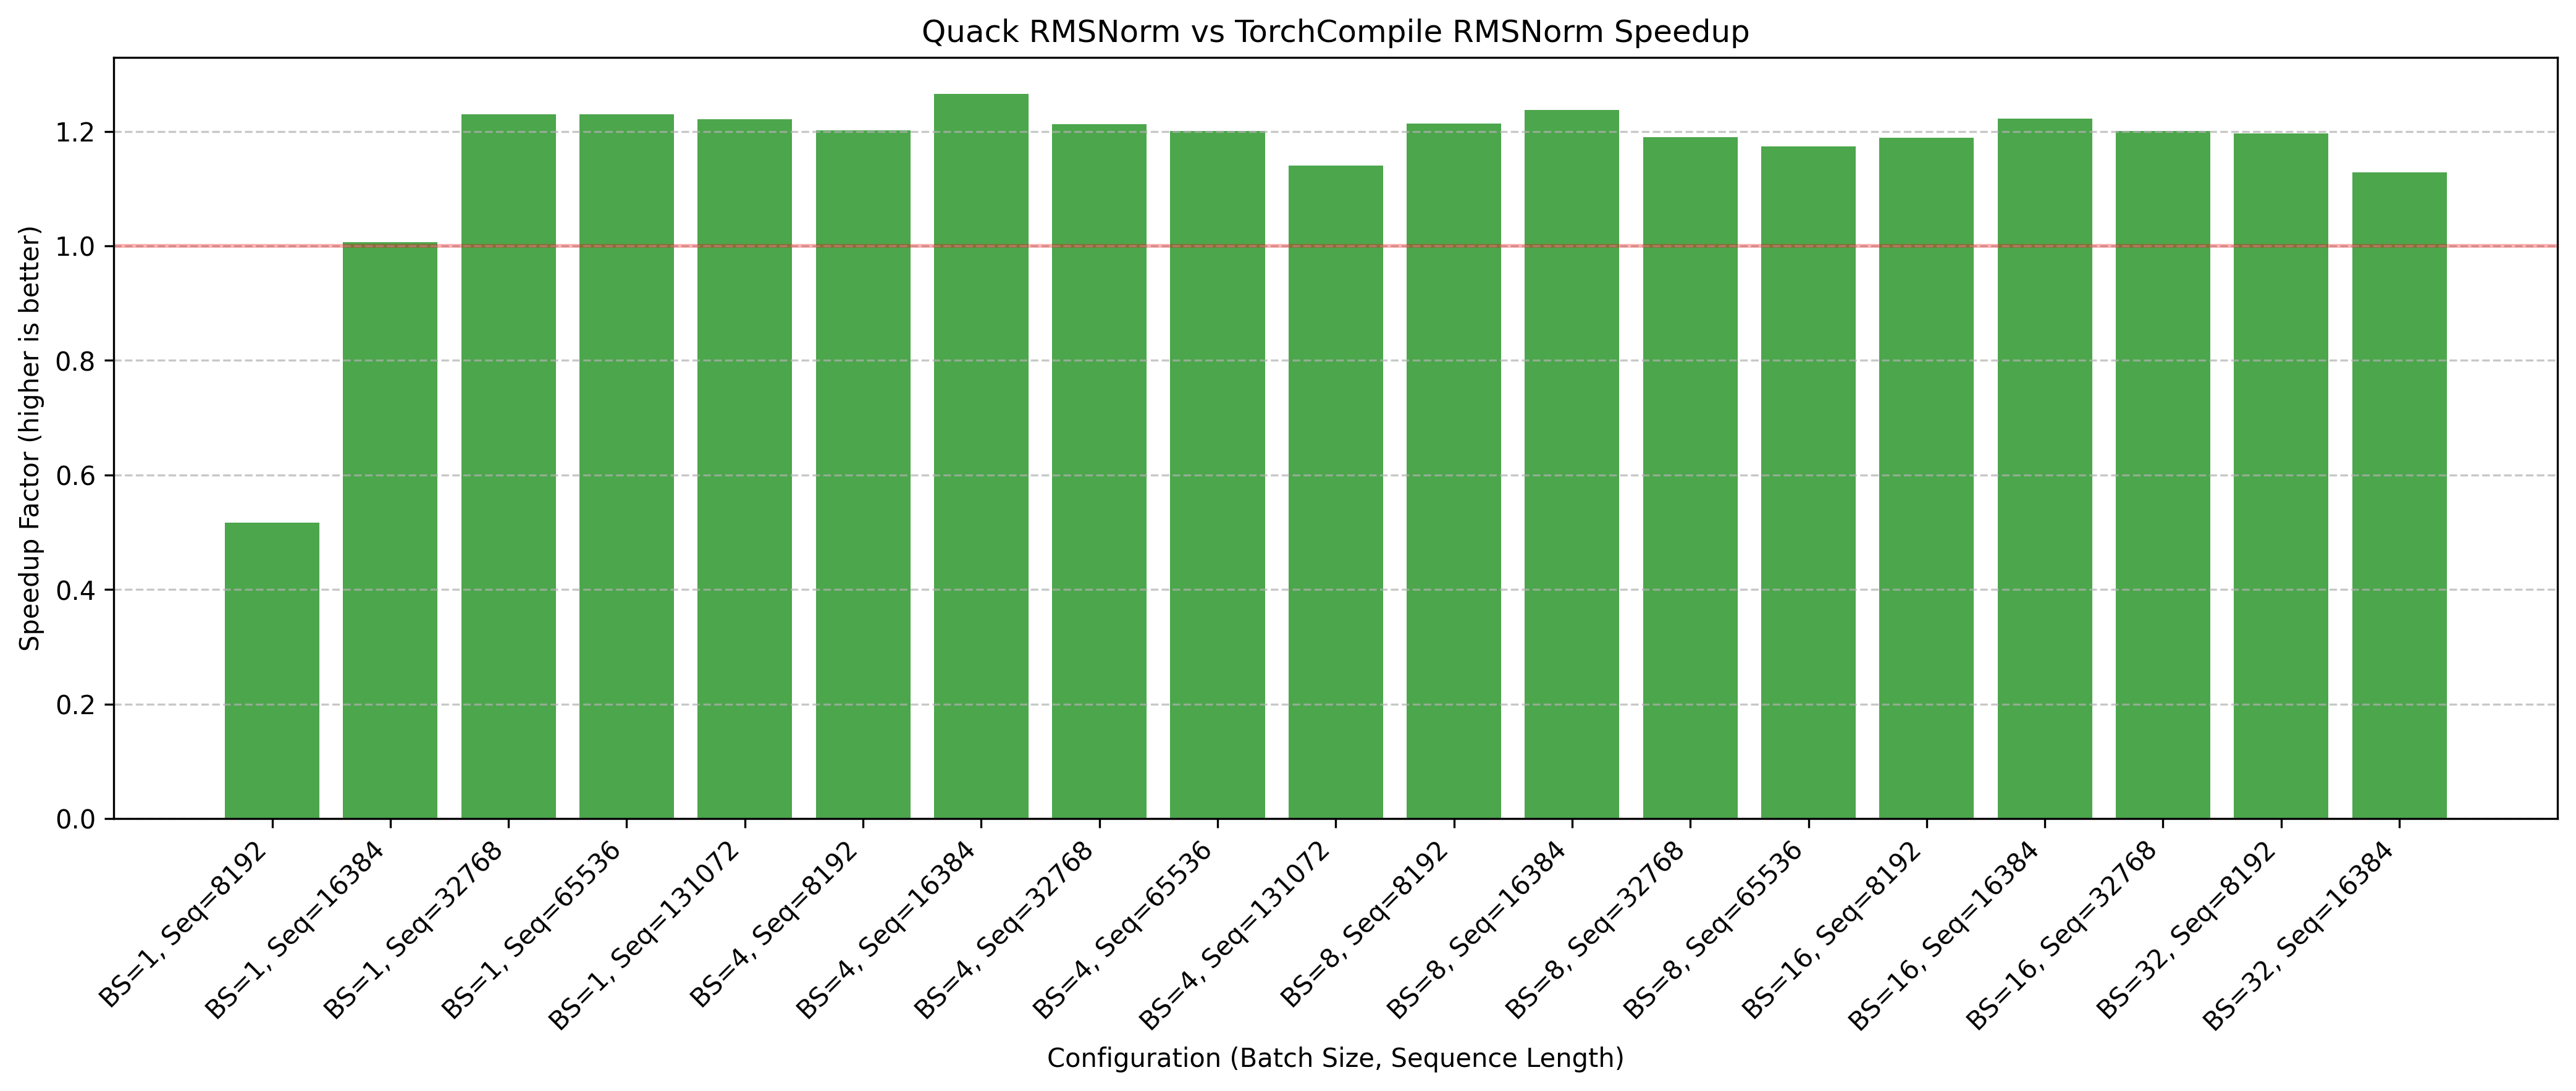 Quack RMSNorm vs TorchCompile RMSNorm Speedup
Speedup Factor (higher is better)
1.2
1.0
0.8
0.6
0.4
0.2
0.0
BS=1, Seq=8192
BS=1, Seq=16384
BS=1, Seq=32768
BS=1, Seq=65536
BS=1, Seq=131072
BS=4, Seq=8192
BS=4, Seq=16384
BS=4, Seq=32768
BS=4, Seq=65536
BS=4, Seq=131072
BS=8, Seq=8192
BS=8, Seq=16384
BS=8, Seq=32768
BS=8, Seq=65536
BS=16, Seq=8192
BS=16, Seq=16384
BS=16, Seq=32768
BS=32, Seq=8192
BS=32, Seq=16384
Configuration (Batch Size, Sequence Length)